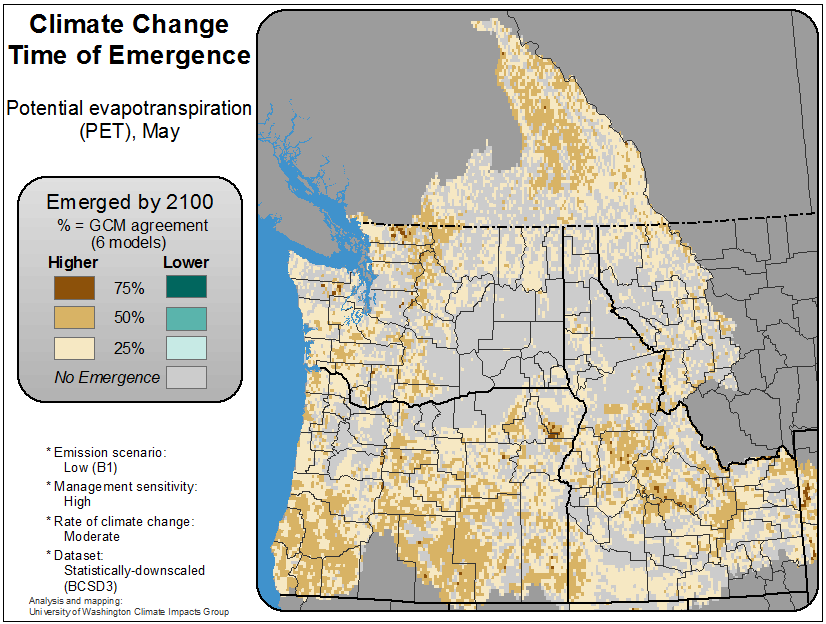 Climate Change
Time of Emergence
Potential evapotranspiration
(PET), May
Emerged by 2100
% = GCM agreement
(6 models)
Higher Lower
75%
50%
25%
No Emergence
* Emission scenario:
Low (B1)
* Management sensitivity:
High
* Rate of climate change:
Moderate
* Dataset:
Statistically-downscaled
(BCSD3)
Analysis and mapping:
University of Washington Climate Impacts Group